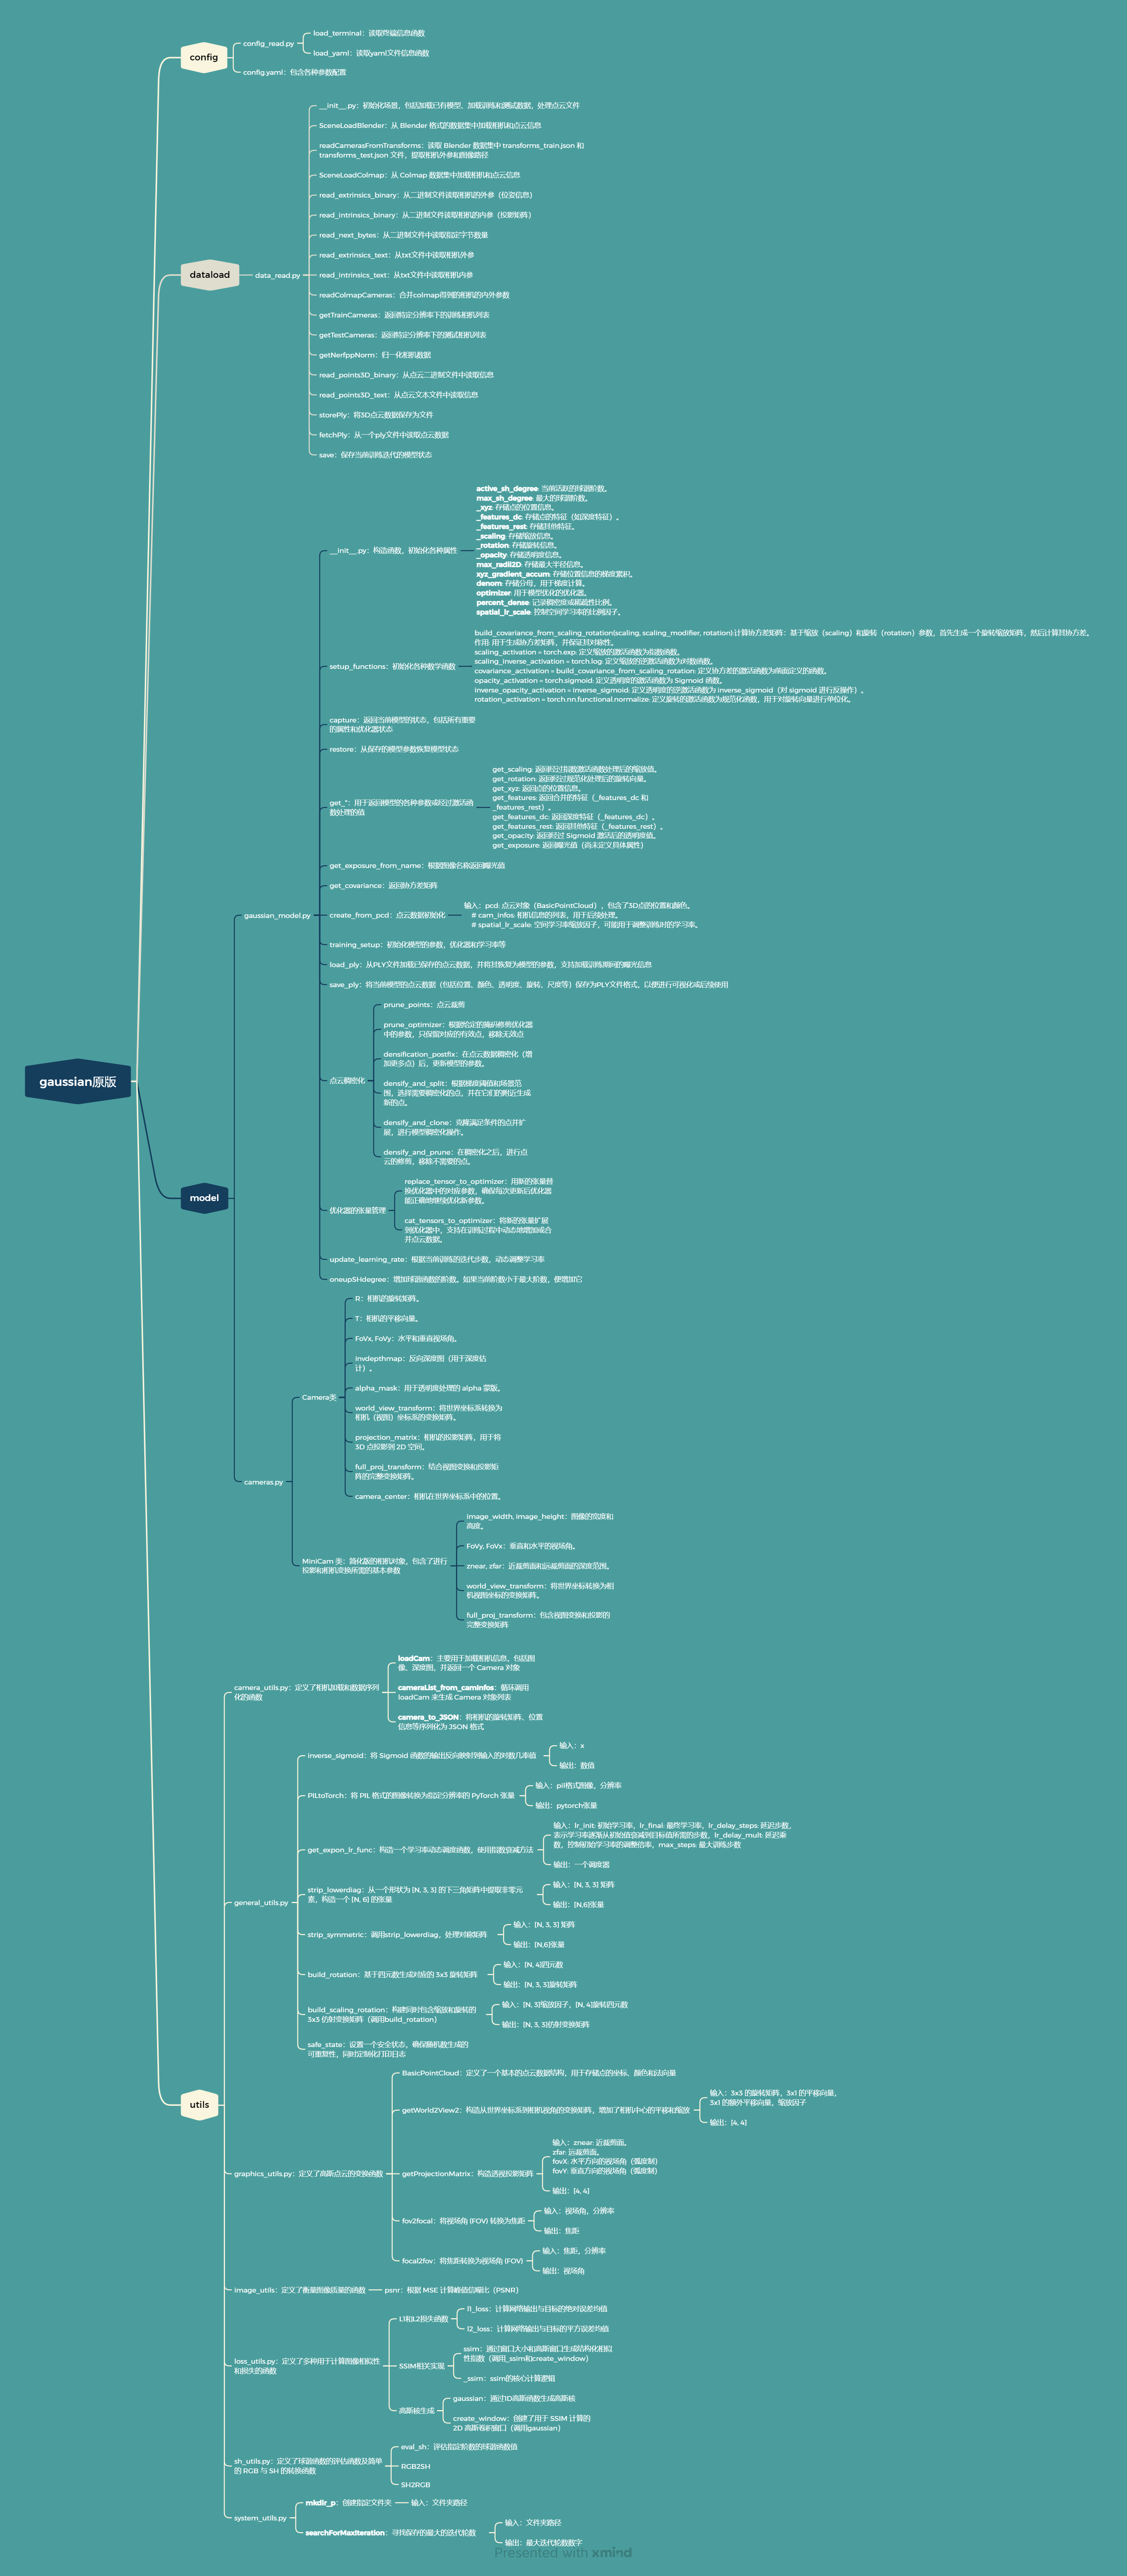 gaussian原版
config
config_read.py
load_terminal：读取终端信息函数
load_yaml：读取yaml文件信息函数
config.yaml：包含各种参数配置
dataload
data_read.py
__init__.py：初始化场景，包括加载已有模型、加载训练和测试数据，处理点云文件
SceneLoadBlender：从 Blender 格式的数据集中加载相机和点云信息
readCamerasFromTransforms：读取 Blender 数据集中 transforms_train.json 和
transforms_test.json 文件，提取相机外参和图像路径
SceneLoadColmap：从 Colmap 数据集中加载相机和点云信息
read_extrinsics_binary：从二进制文件读取相机的外参（位姿信息）
read_intrinsics_binary：从二进制文件读取相机的内参（投影矩阵）
read_next_bytes：从二进制文件中读取指定字节数量
read_extrinsics_text：从txt文件中读取相机外参
read_intrinsics_text：从txt文件中读取相机内参
readColmapCameras：合并colmap得到的相机的内外参数
getTrainCameras：返回特定分辨率下的训练相机列表
getTestCameras：返回特定分辨率下的测试相机列表
getNerfppNorm：归一化相机数据
read_points3D_binary：从点云二进制文件中读取信息
read_points3D_text：从点云文本文件中读取信息
storePly：将3D点云数据保存为文件
fetchPly：从一个ply文件中读取点云数据
save：保存当前训练迭代的模型状态
model
gaussian_model.py
__init__.py：构造函数，初始化各种属性
active_sh_degree: 当前活跃的球谐阶数。
max_sh_degree: 最大的球谐阶数。
_xyz: 存储点的位置信息。
_features_dc: 存储点的特征（如深度特征）。
_features_rest: 存储其他特征。
_scaling: 存储缩放信息。
_rotation: 存储旋转信息。
_opacity: 存储透明度信息。
max_radii2D: 存储最大半径信息。
xyz_gradient_accum: 存储位置信息的梯度累积。
denom: 存储分母，用于梯度计算。
optimizer: 用于模型优化的优化器。
percent_dense: 记录稠密度或稀疏性比例。
spatial_lr_scale: 控制空间学习率的比例因子。
setup_functions：初始化各种数学函数
build_covariance_from_scaling_rotation(scaling, scaling_modifier, rotation):计算协方差矩阵：基于缩放（scaling）和旋转（rotation）参数，首先生成一个旋转缩放矩阵，然后计算其协方差。
作用: 用于生成协方差矩阵，并保证其对称性。
scaling_activation = torch.exp: 定义缩放的激活函数为指数函数。
scaling_inverse_activation = torch.log: 定义缩放的逆激活函数为对数函数。
covariance_activation = build_covariance_from_scaling_rotation: 定义协方差的激活函数为前面定义的函数。
opacity_activation = torch.sigmoid: 定义透明度的激活函数为 Sigmoid 函数。
inverse_opacity_activation = inverse_sigmoid: 定义透明度的逆激活函数为 inverse_sigmoid（对 sigmoid 进行反操作）。
rotation_activation = torch.nn.functional.normalize: 定义旋转的激活函数为规范化函数，用于对旋转向量进行单位化。
capture：返回当前模型的状态，包括所有重要
的属性和优化器状态
restore：从保存的模型参数恢复模型状态
get_*：用于返回模型的各种参数或经过激活函
数处理的值
get_scaling: 返回经过指数激活函数处理后的缩放值。
get_rotation: 返回经过规范化处理后的旋转向量。
get_xyz: 返回点的位置信息。
get_features: 返回合并的特征（_features_dc 和
_features_rest）。
get_features_dc: 返回深度特征（_features_dc）。
get_features_rest: 返回其他特征（_features_rest）。
get_opacity: 返回经过 Sigmoid 激活后的透明度值。
get_exposure: 返回曝光值（尚未定义具体属性）
get_exposure_from_name：根据图像名称返回曝光值
get_covariance：返回协方差矩阵
create_from_pcd：点云数据初始化
输入：pcd: 点云对象（BasicPointCloud），包含了3D点的位置和颜色。
# cam_infos: 相机信息的列表，用于后续处理。
# spatial_lr_scale: 空间学习率缩放因子，可能用于调整训练时的学习率。
training_setup：初始化模型的参数，优化器和学习率等
load_ply：从PLY文件加载已保存的点云数据，并将其恢复为模型的参数，支持加载训练期间的曝光信息
save_ply：将当前模型的点云数据（包括位置、颜色、透明度、旋转、尺度等）保存为PLY文件格式，以便进行可视化或后续使用
点云稠密化
prune_points：点云裁剪
prune_optimizer：根据给定的掩码修剪优化器
中的参数，只保留对应的有效点，移除无效点
densification_postfix：在点云数据稠密化（增
加更多点）后，更新模型的参数。
densify_and_split：根据梯度阈值和场景范
围，选择需要稠密化的点，并在它们的附近生成
新的点。
densify_and_clone：克隆满足条件的点并扩
展，进行模型稠密化操作。
densify_and_prune：在稠密化之后，进行点
云的修剪，移除不需要的点。
优化器的张量管理
replace_tensor_to_optimizer：用新的张量替
换优化器中的对应参数，确保每次更新后优化器
能正确地继续优化新参数。
cat_tensors_to_optimizer：将新的张量扩展
到优化器中，支持在训练过程中动态地增加或合
并点云数据。
update_learning_rate：根据当前训练的迭代步数，动态调整学习率
oneupSHdegree：增加球谐函数的阶数。如果当前阶数小于最大阶数，便增加它
cameras.py
Camera类
R：相机的旋转矩阵。
T：相机的平移向量。
FoVx, FoVy：水平和垂直视场角。
invdepthmap：反向深度图（用于深度估
计）。
alpha_mask：用于透明度处理的 alpha 蒙版。
world_view_transform：将世界坐标系转换为
相机（视图）坐标系的变换矩阵。
projection_matrix：相机的投影矩阵，用于将
3D 点投影到 2D 空间。
full_proj_transform：结合视图变换和投影矩
阵的完整变换矩阵。
camera_center：相机在世界坐标系中的位置。
MiniCam 类：简化版的相机对象，包含了进行
投影和相机变换所需的基本参数
image_width, image_height：图像的宽度和
高度。
FoVy, FoVx：垂直和水平的视场角。
znear, zfar：近裁剪面和远裁剪面的深度范围。
world_view_transform：将世界坐标转换为相
机视图坐标的变换矩阵。
full_proj_transform：包含视图变换和投影的
完整变换矩阵
utils
camera_utils.py：定义了相机加载和数据序列
化的函数
loadCam：主要用于加载相机信息，包括图
像、深度图，并返回一个 Camera 对象
cameraList_from_camInfos：循环调用
loadCam 来生成 Camera 对象列表
camera_to_JSON：将相机的旋转矩阵、位置
信息等序列化为 JSON 格式
general_utils.py
inverse_sigmoid：将 Sigmoid 函数的输出反向映射到输入的对数几率值
输入：x
输出：数值
PILtoTorch：将 PIL 格式的图像转换为指定分辨率的 PyTorch 张量
输入：pil格式图像，分辨率
输出：pytorch张量
get_expon_lr_func：构造一个学习率动态调度函数，使用指数衰减方法
输入：lr_init: 初始学习率，lr_final: 最终学习率，lr_delay_steps: 延迟步数，
表示学习率逐渐从初始值衰减到目标值所需的步数，lr_delay_mult: 延迟乘
数，控制初始学习率的调整倍率，max_steps: 最大训练步数
输出：一个调度器
strip_lowerdiag：从一个形状为 [N, 3, 3] 的下三角矩阵中提取非零元
素，构造一个 [N, 6] 的张量
输入：[N, 3, 3] 矩阵
输出：[N,6]张量
strip_symmetric：调用strip_lowerdiag，处理对称矩阵
输入：[N, 3, 3] 矩阵
输出：[N,6]张量
build_rotation：基于四元数生成对应的 3x3 旋转矩阵
输入：[N, 4]四元数
输出：[N, 3, 3]旋转矩阵
build_scaling_rotation：构建同时包含缩放和旋转的
3x3 仿射变换矩阵（调用build_rotation）
输入：[N, 3]缩放因子，[N, 4]旋转四元数
输出：[N, 3, 3]仿射变换矩阵
safe_state：设置一个安全状态，确保随机数生成的
可重复性，同时定制化打印日志
graphics_utils.py：定义了高斯点云的变换函数
BasicPointCloud：定义了一个基本的点云数据结构，用于存储点的坐标、颜色和法向量
getWorld2View2：构造从世界坐标系到相机视角的变换矩阵，增加了相机中心的平移和缩放
输入：3x3 的旋转矩阵，3x1 的平移向量，
3x1 的额外平移向量，缩放因子
输出：[4, 4]
getProjectionMatrix：构造透视投影矩阵
输入：znear: 近裁剪面。
zfar: 远裁剪面。
fovX: 水平方向的视场角（弧度制）
fovY: 垂直方向的视场角（弧度制）
输出：[4, 4]
fov2focal：将视场角 (FOV) 转换为焦距
输入：视场角，分辨率
输出：焦距
focal2fov：将焦距转换为视场角 (FOV)
输入：焦距，分辨率
输出：视场角
image_utils：定义了衡量图像质量的函数
psnr：根据 MSE 计算峰值信噪比（PSNR）
loss_utils.py：定义了多种用于计算图像相似性
和损失的函数
L1和L2损失函数
l1_loss：计算网络输出与目标的绝对误差均值
l2_loss：计算网络输出与目标的平方误差均值
SSIM相关实现
ssim：通过窗口大小和高斯窗口生成结构化相似
性指数（调用_ssim和create_window）
_ssim：ssim的核心计算逻辑
高斯核生成
gaussian：通过1D高斯函数生成高斯核
create_window：创建了用于 SSIM 计算的
2D 高斯卷积窗口（调用gaussian）
sh_utils.py：定义了球谐函数的评估函数及简单
的 RGB 与 SH 的转换函数
eval_sh：评估指定阶数的球谐函数值
RGB2SH
SH2RGB
system_utils.py
mkdir_p：创建指定文件夹
输入：文件夹路径
searchForMaxIteration：寻找保存的最大的迭代轮数
输入：文件夹路径
输出：最大迭代轮数数字
Presented with xmind